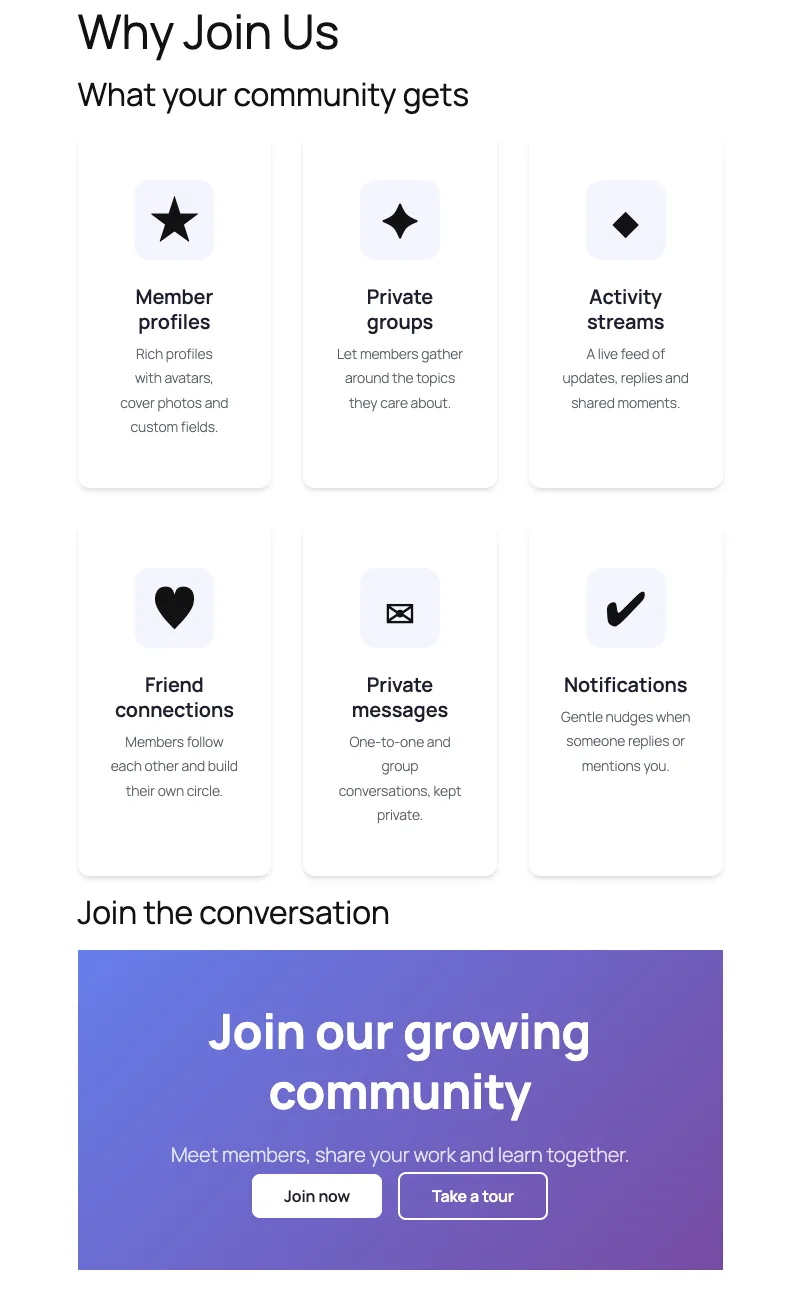 Why Join Us
What your community gets
Member
profiles
Rich profiles
with avatars,
cover photos and
custom fields.
Private
groups
Let members gather
around the topics
they care about.
Activity
streams
A live feed of
updates, replies and
shared moments.
Friend
connections
Members follow
each other and build
their own circle.
Private
messages
One-to-one and
group
conversations, kept
private.
Notifications
Gentle nudges when
someone replies or
mentions you.
Join the conversation
Join our growing
community
Meet members, share your work and learn together.
Join now
Take a tour